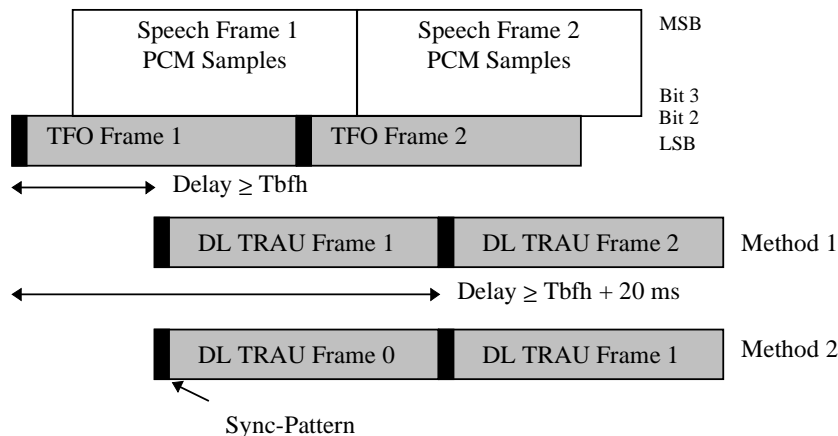 Speech Frame 1
PCM Samples
Speech Frame 2
PCM Samples
MSB
Bit 3
Bit 2
LSB
TFO Frame 1
TFO Frame 2
Delay ≥ Tbfh
DL TRAU Frame 1
DL TRAU Frame 2
Method 1
Delay ≥ Tbfh + 20 ms
DL TRAU Frame 0
DL TRAU Frame 1
Method 2
Sync-Pattern